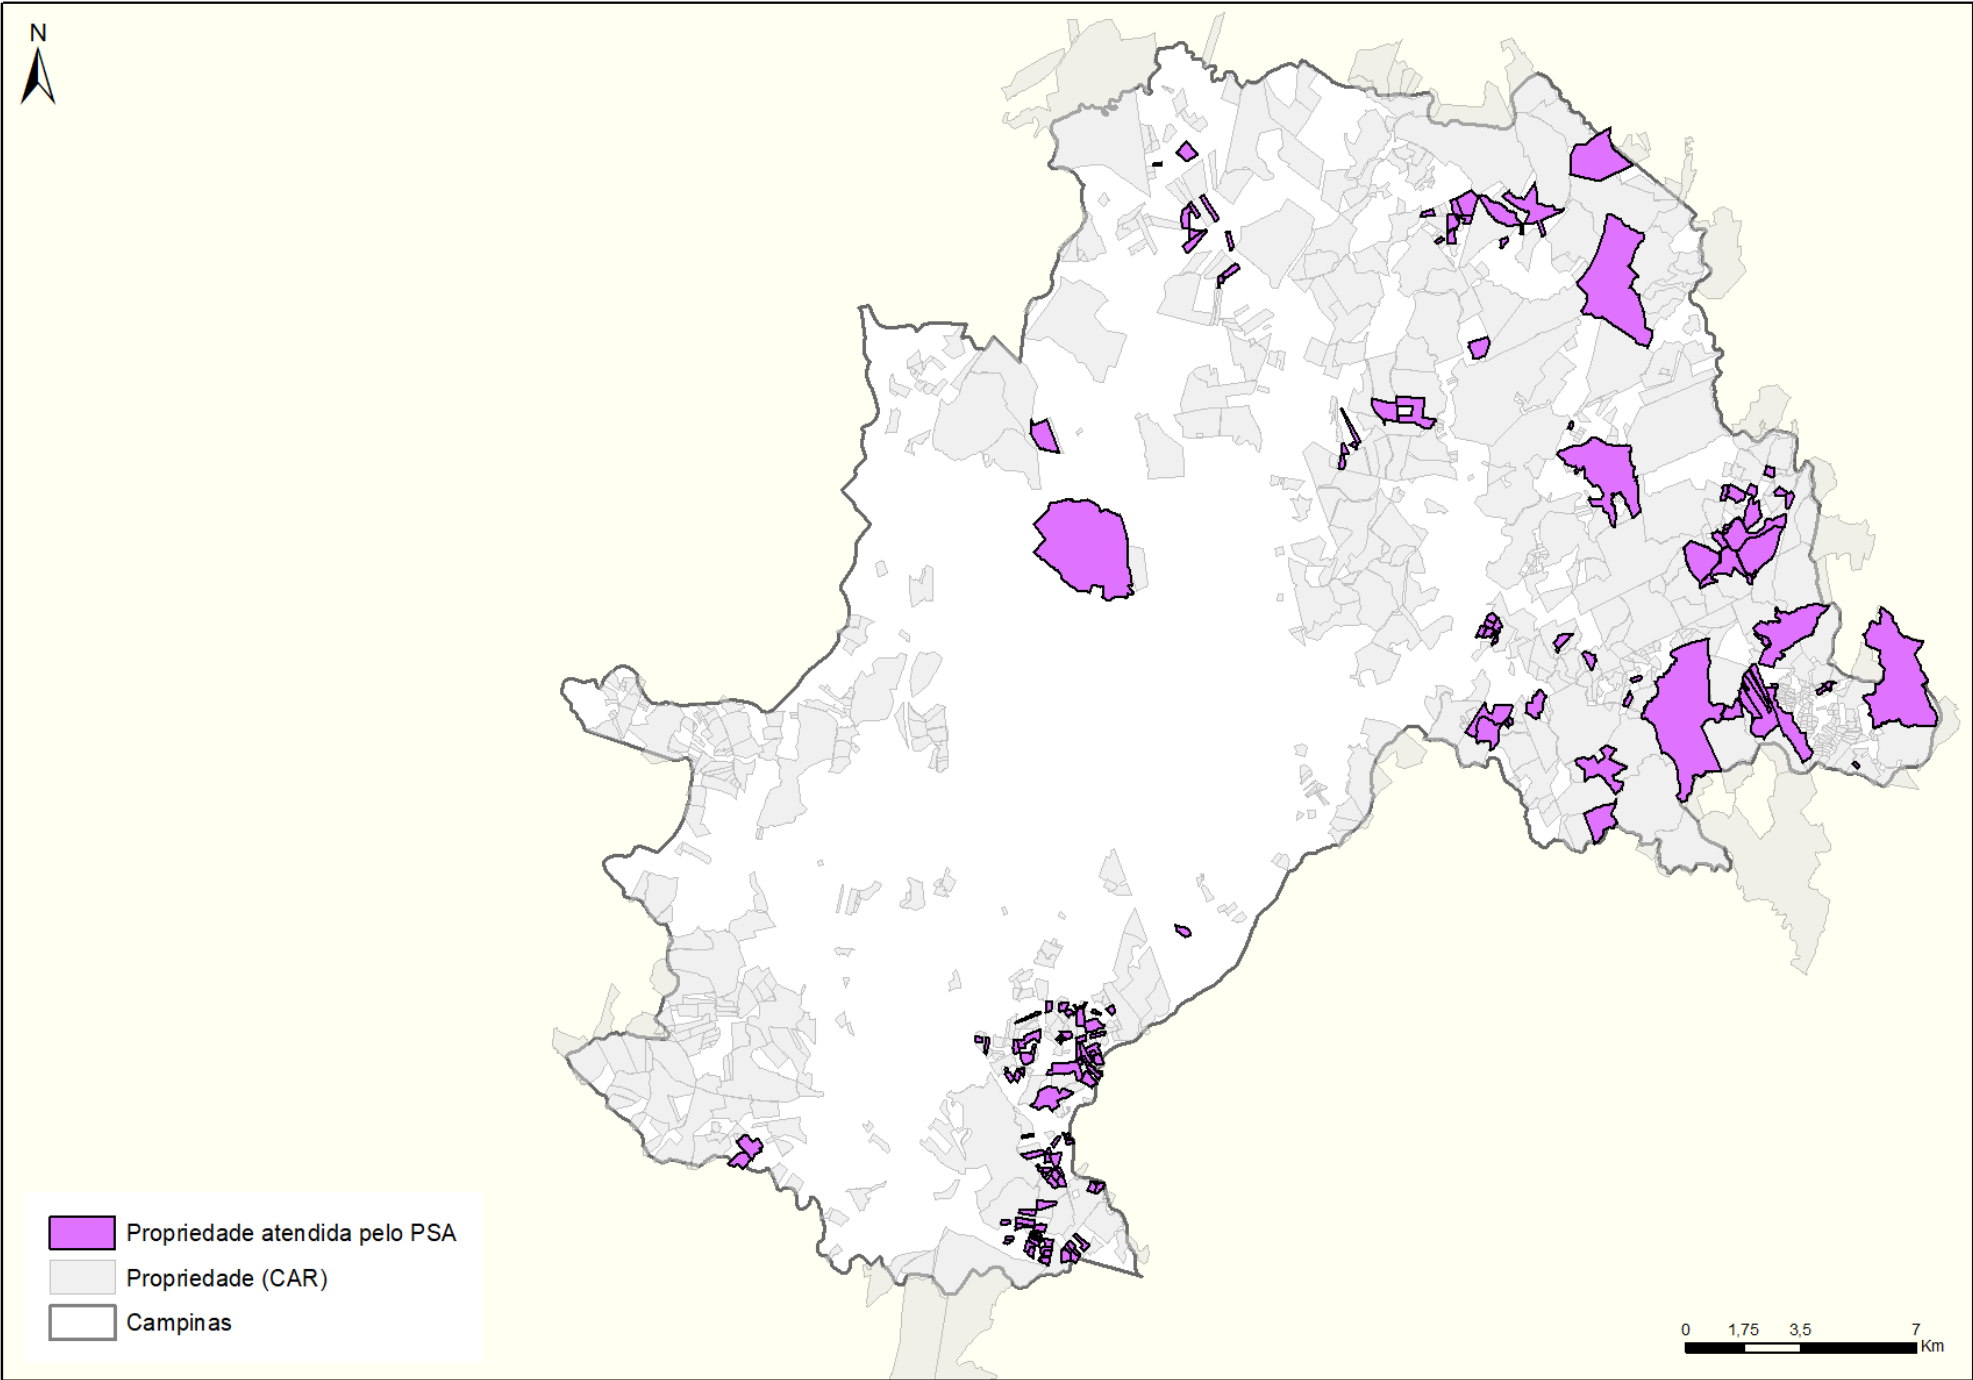 N
Propriedade atendida pelo PSA
Propriedade (CAR)
Campinas
0 1,75 3,5 7
Km